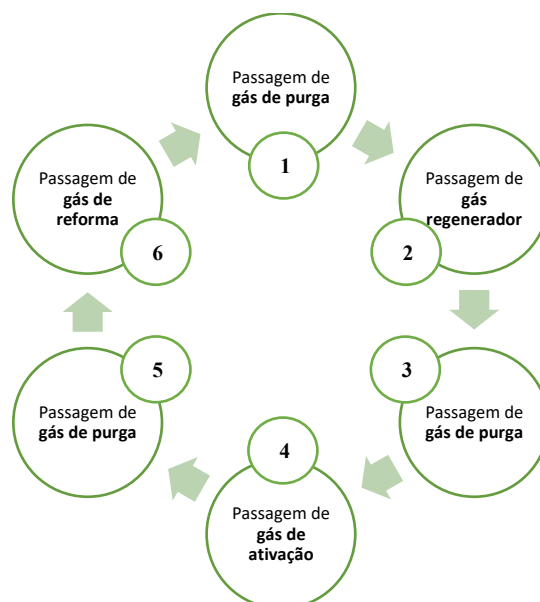 Passagem de
gás de purga
1
Passagem de
gás
regenerador
2
3
Passagem de
gás de purga
4
Passagem de
gás de
ativação
5
Passagem de
gás de purga
Passagem de
gás de
reforma
6